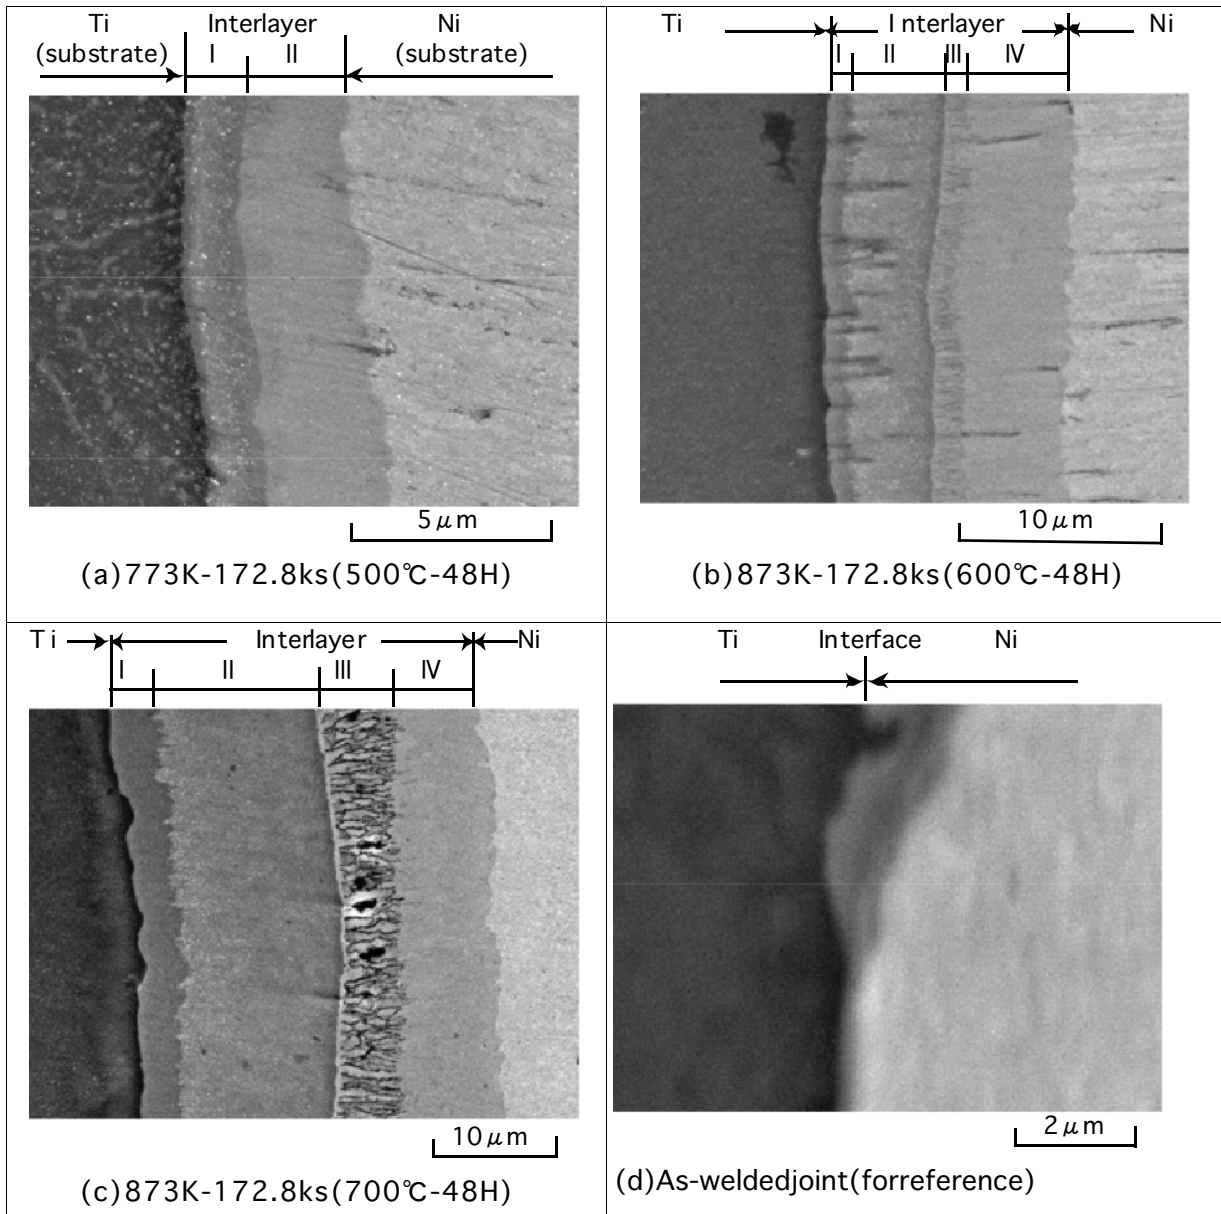 Ti Interlayer Ni
(substrate) I II (substrate)
5μm
(a)773K-172.8ks(500℃-48H)
Ti Interlayer Ni
I II III IV
10μm
(b)873K-172.8ks(600℃-48H)
Ti Interlayer Ni
I II III IV
10μm
(c)873K-172.8ks(700℃-48H)
Ti Interface Ni
2μm
(d)As-weldedjoint(forreference)